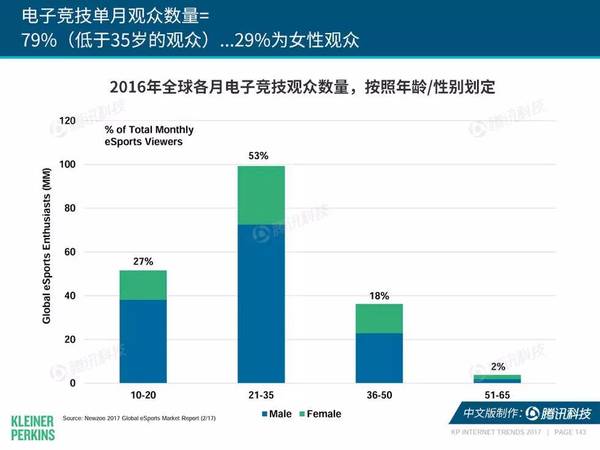 电子竞技单月观众数量=
79%（低于35岁的观众）...29%为女性观众
2016年全球各月电子竞技观众数量，按照年龄/性别划定
% of Total Monthly
eSports Viewers
Global eSports Enthusiasts (MM)
120
100
80
60
40
20
0
27%
53%
18%
2%
10-20
21-35
36-50
51-65
Male
Female
腾讯科技
腾讯科技
腾讯科技
腾讯科技
腾讯科技
KLEINER
PERKINS
Source: Newzoo 2017 Global eSports Market Report (2/17)
中文版制作：腾讯科技
KP INTERNET TRENDS 2017 | PAGE 143